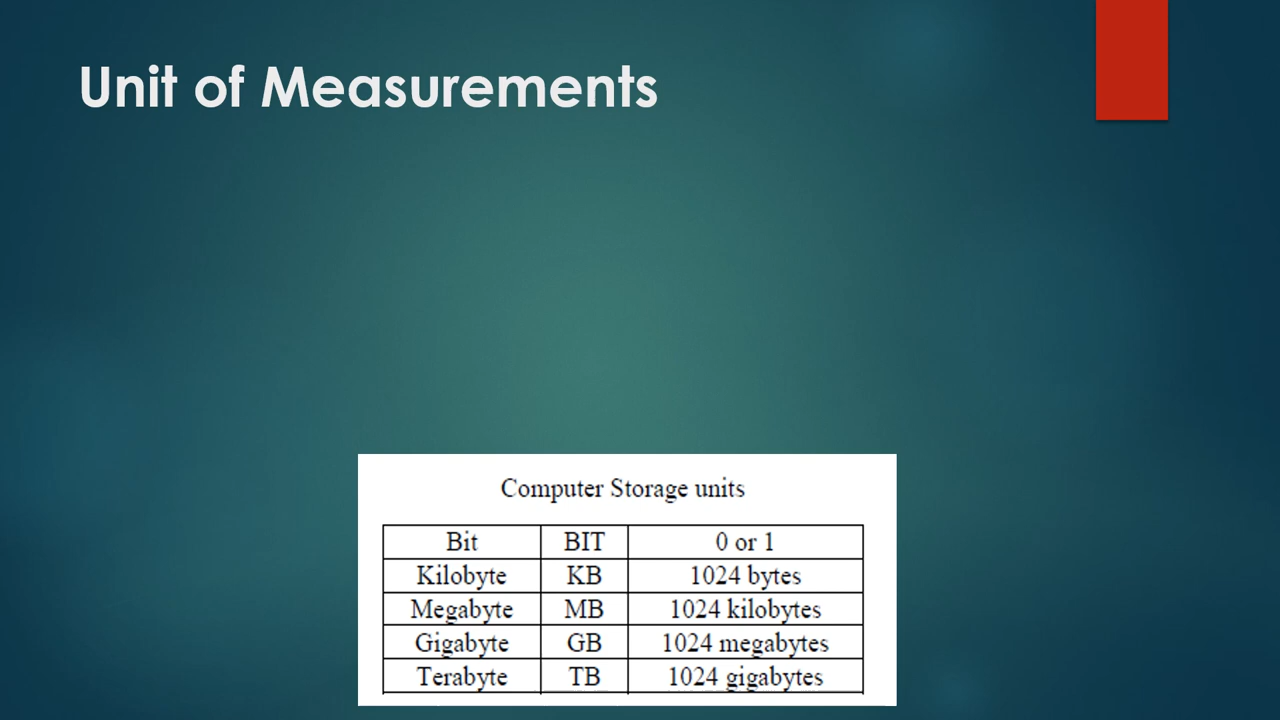 Unit of Measurements
Computer Storage units
Bit BIT 0 or 1
Kilobyte KB 1024 bytes
Megabyte MB 1024 kilobytes
Gigabyte GB 1024 megabytes
Terabyte TB 1024 gigabytes